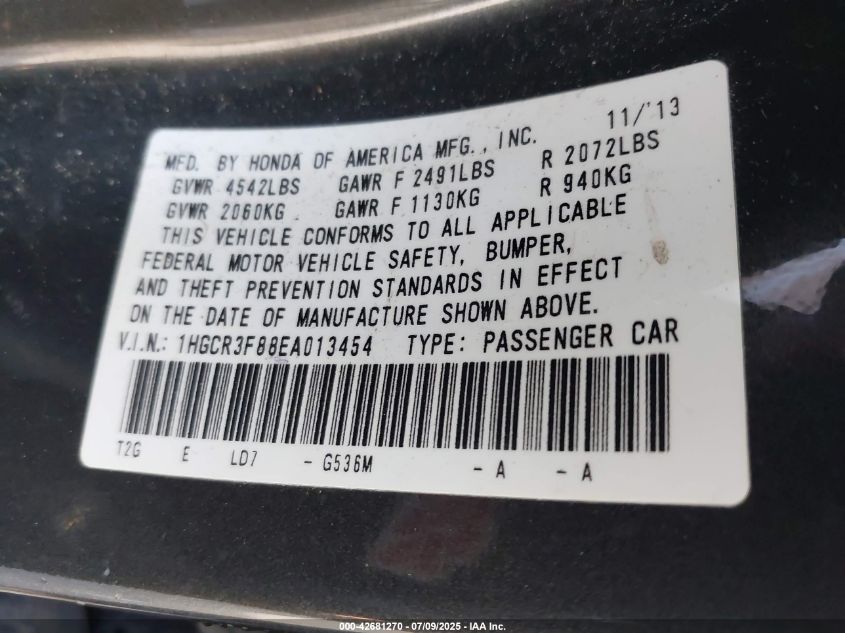 11/'13
MFD. BY HONDA OF AMERICA MFG., INC.
GVWR 4542LBS GAWR F 2491LBS R 2072LBS
GVWR 2060KG GAWR F 1130KG R 940KG
THIS VEHICLE CONFORMS TO ALL APPLICABLE
FEDERAL MOTOR VEHICLE SAFETY, BUMPER,
AND THEFT PREVENTION STANDARDS IN EFFECT
ON THE DATE OF MANUFACTURE SHOWN ABOVE.
V.I.N.: 1HGCR3F88EA013454 TYPE: PASSENGER CAR
T2G E LD7 - G536M - A - A
000-42681270 - 07/09/2025 - IAA Inc.